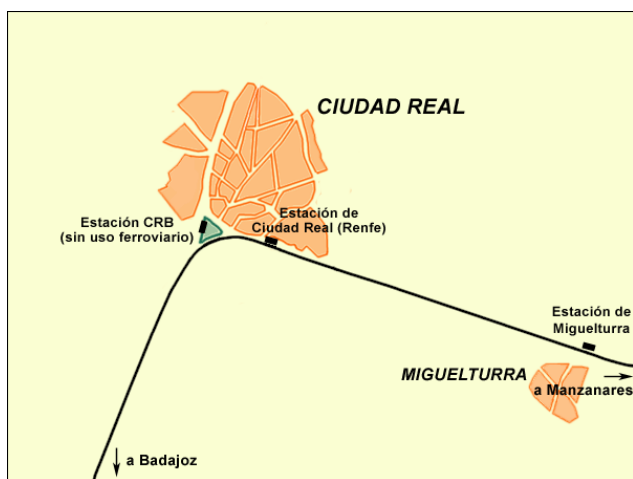 CIUDAD REAL
Estación CRB
(sin uso ferroviario)
Estación de
Ciudad Real (Renfe)
Estación de
Miguelturra
MIGUELTURRA
a Manzanares
a Badajoz